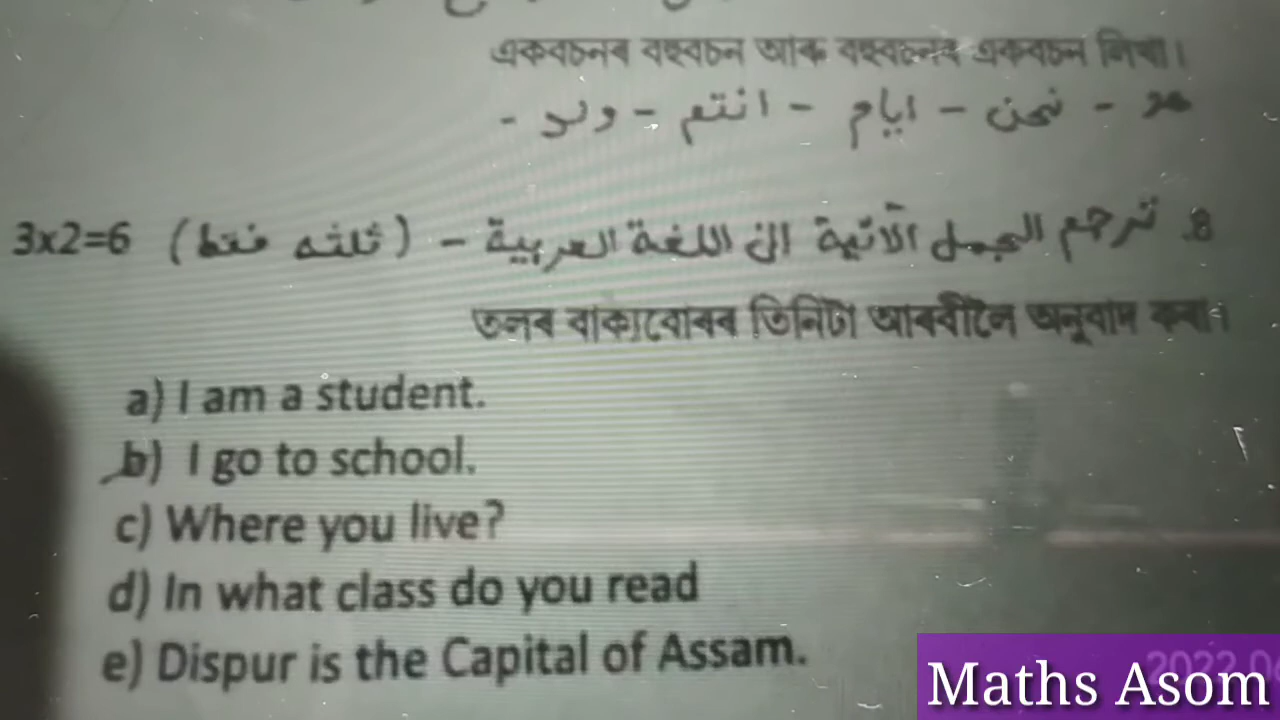 একবচনৰ বহুবচন আৰু বহুবচনৰ একবচন লিখা।
نحن - ايام - انتم - ولد -
8. ترجم الجمل الآتية الى اللغة العربية - (ثلثه فقط) 3x2=6
তলৰ বাক্যবোৰৰ তিনিটা আৰবীলৈ অনুবাদ কৰা।
a) I am a student.
b) I go to school.
c) Where you live?
d) In what class do you read
e) Dispur is the Capital of Assam.
Maths Asom